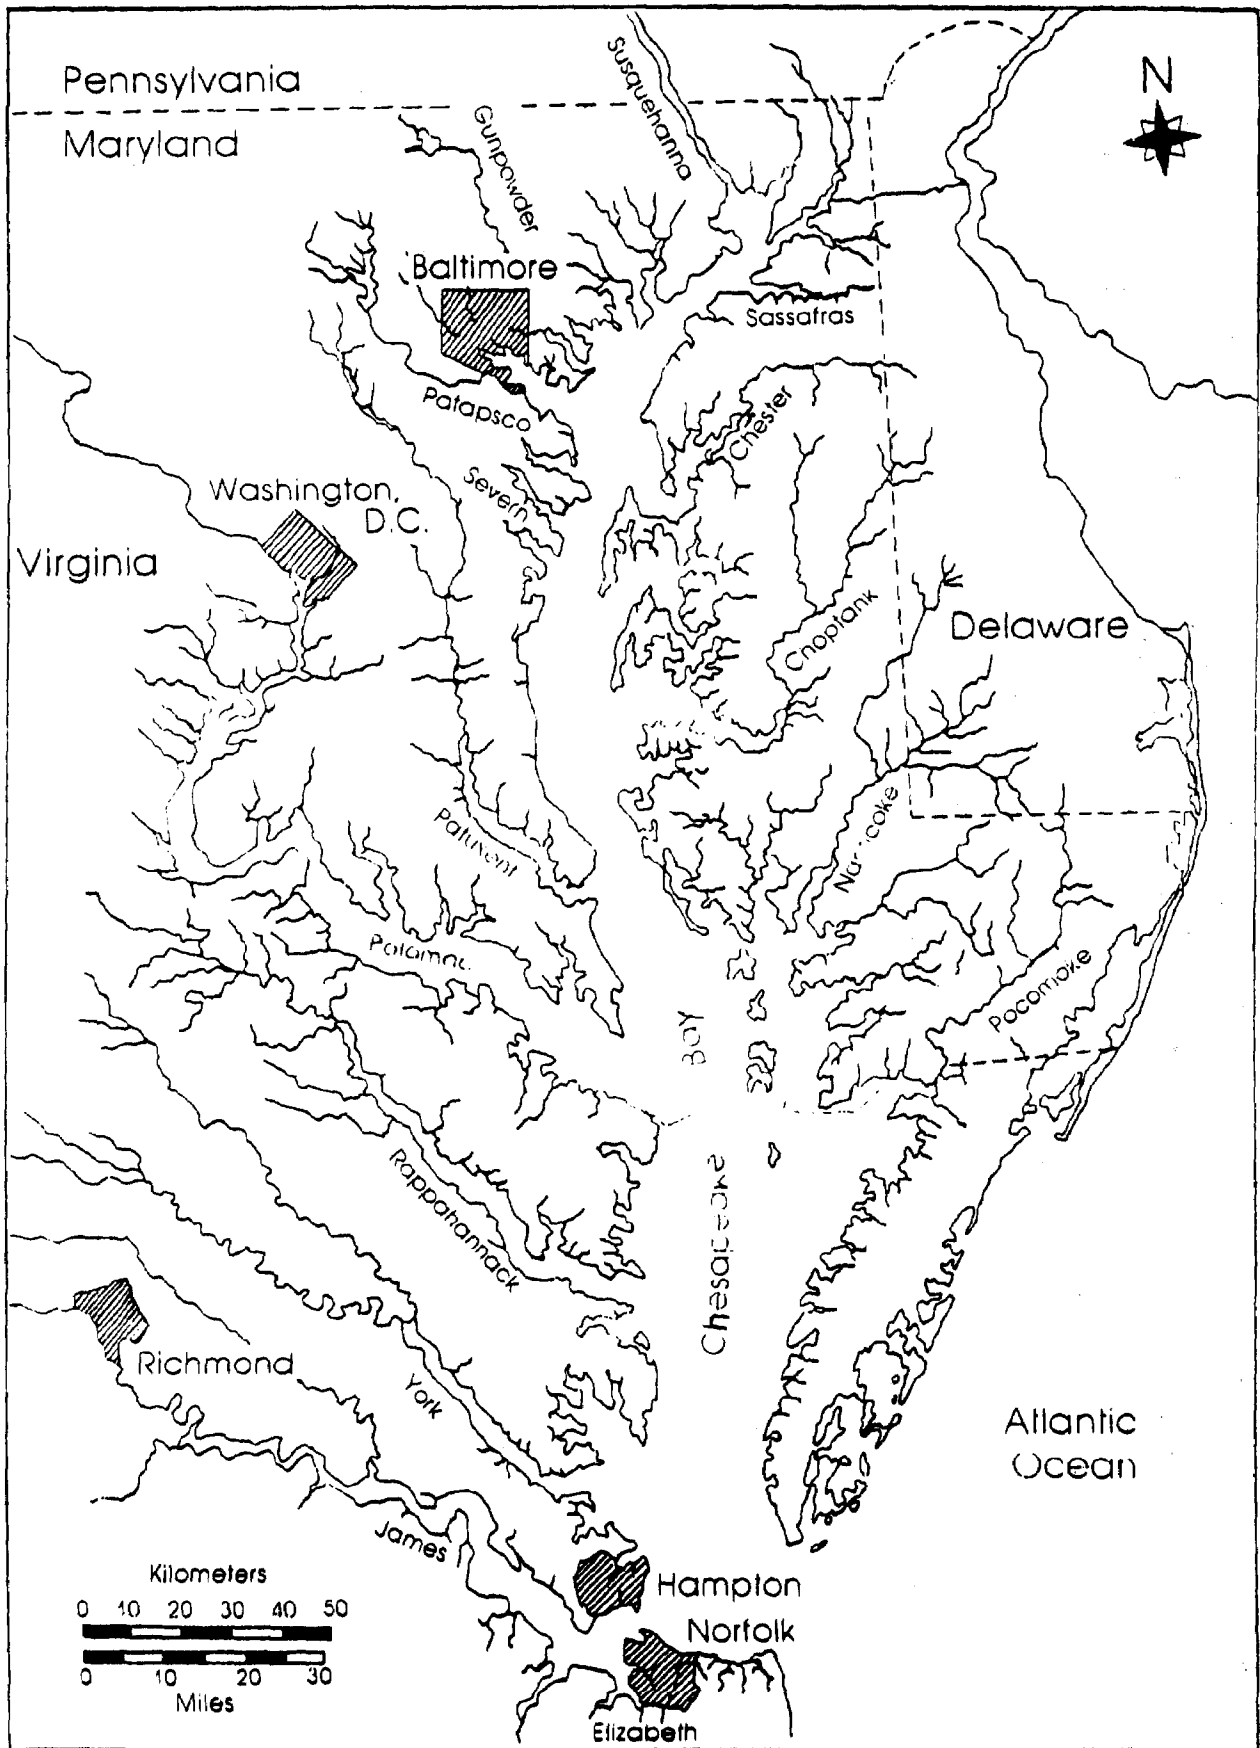 Pennsylvania
Maryland
Susquehanna
Gunpowder
N
Baltimore
Sassafras
Patapsco
Chester
Severn
Washington,
D.C.
Virginia
Choptank
Delaware
Patuxent
Nanticoke
Potomac
Pocomoke
Chesapeake Bay
Rappahannack
Richmond
York
Atlantic
Ocean
James
Hampton
Norfolk
Elizabeth
Kilometers
0 10 20 30 40 50
0 10 20 30
Miles